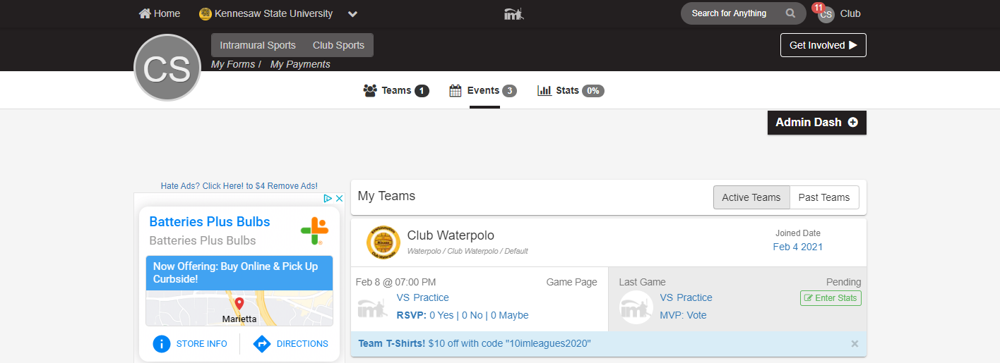 Home
Kennesaw State University
Search for Anything
11
CS
Club
CS
Intramural Sports
Club Sports
My Forms /
My Payments
Get Involved
Teams 1
Events 3
Stats 0%
Admin Dash
Hate Ads? Click Here! to $4 Remove Ads!
Batteries Plus Bulbs
Batteries Plus Bulbs
Now Offering: Buy Online & Pick Up
Curbside!
Marietta
STORE INFO
DIRECTIONS
My Teams
Active Teams
Past Teams
Club Waterpolo
Waterpolo / Club Waterpolo / Default
Joined Date
Feb 4 2021
Feb 8 @ 07:00 PM
Game Page
VS Practice
RSVP: 0 Yes | 0 No | 0 Maybe
Last Game
Pending
VS Practice
Enter Stats
MVP: Vote
Team T-Shirts! $10 off with code "10imleagues2020"